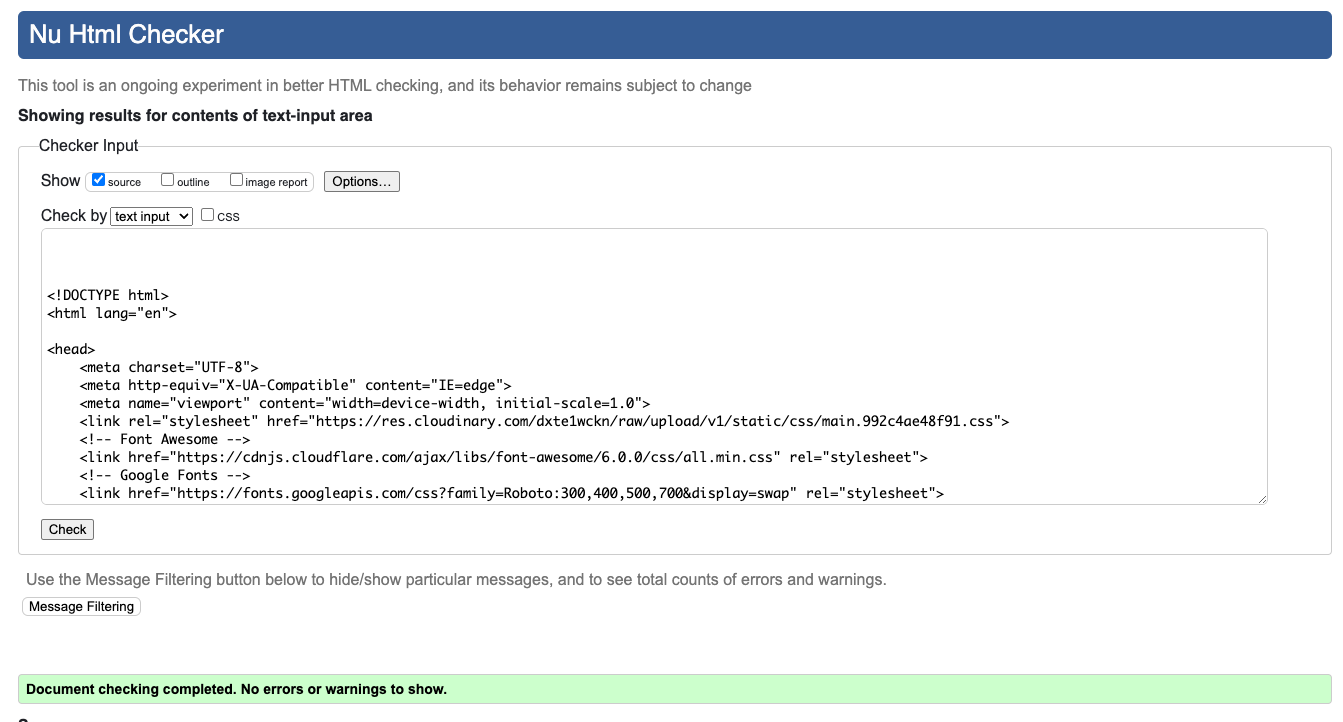 Nu Html Checker
This tool is an ongoing experiment in better HTML checking, and its behavior remains subject to change
Showing results for contents of text-input area
Checker Input
Show source outline image report Options...
Check by text input CSS
<!DOCTYPE html>
<html lang="en">
<head>
    <meta charset="UTF-8">
    <meta http-equiv="X-UA-Compatible" content="IE=edge">
    <meta name="viewport" content="width=device-width, initial-scale=1.0">
    <link rel="stylesheet" href="https://res.cloudinary.com/dxte1wckn/raw/upload/v1/static/css/main.992c4ae48f91.css">
    <!-- Font Awesome -->
    <link href="https://cdnjs.cloudflare.com/ajax/libs/font-awesome/6.0.0/css/all.min.css" rel="stylesheet">
    <!-- Google Fonts -->
    <link href="https://fonts.googleapis.com/css?family=Roboto:300,400,500,700&display=swap" rel="stylesheet">
Check
Use the Message Filtering button below to hide/show particular messages, and to see total counts of errors and warnings.
Message Filtering
Document checking completed. No errors or warnings to show.